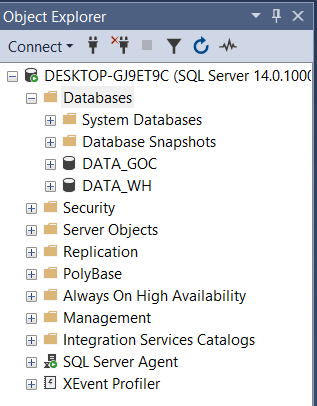 Object Explorer
Connect
DESKTOP-GJ9ET9C (SQL Server 14.0.1000
Databases
System Databases
Database Snapshots
DATA_GOC
DATA_WH
Security
Server Objects
Replication
PolyBase
Always On High Availability
Management
Integration Services Catalogs
SQL Server Agent
XEvent Profiler